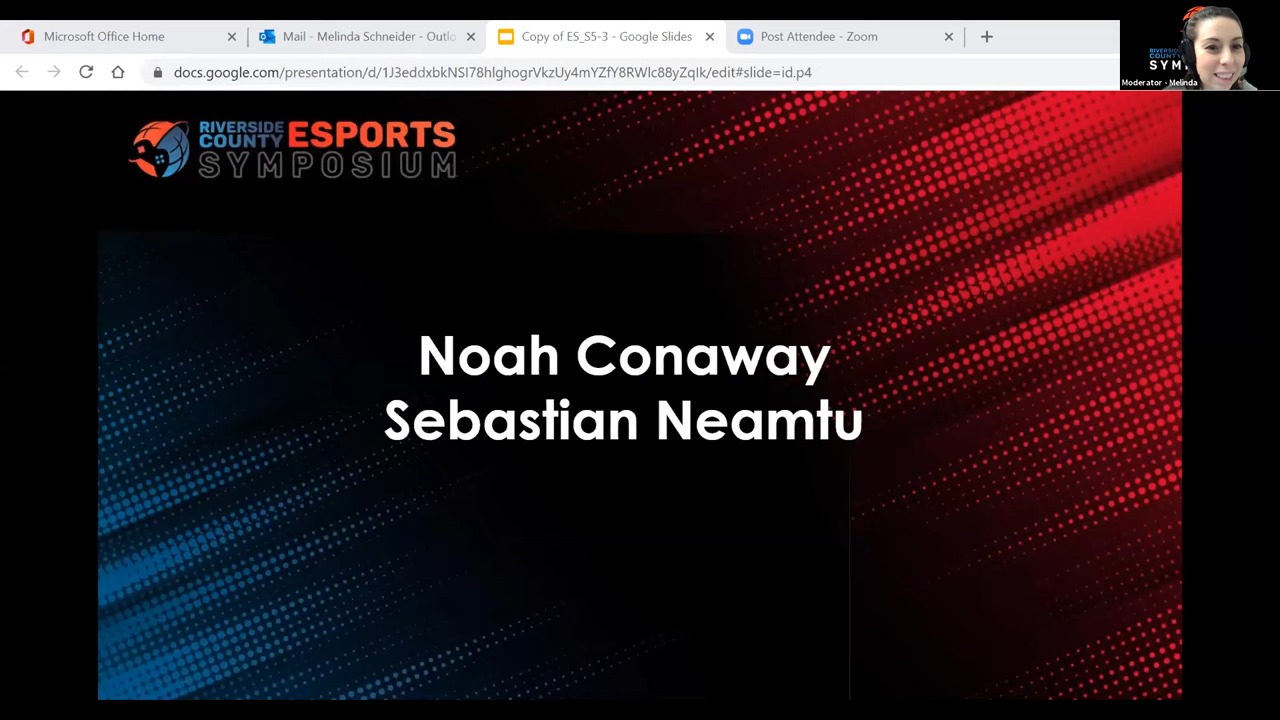 Microsoft Office Home
Mail - Melinda Schneider - Outlo
Copy of ES_S5-3 - Google Slides
Post Attendee - Zoom
docs.google.com/presentation/d/1J3eddxbkNSI78hIghogrVkzUy4mYZfY8RWlc88yZqIk/edit#slide=id.p4
Moderator - Melinda
RIVERSIDE
COUNTY ESPORTS
SYMPOSIUM
Noah Conaway
Sebastian Neamtu